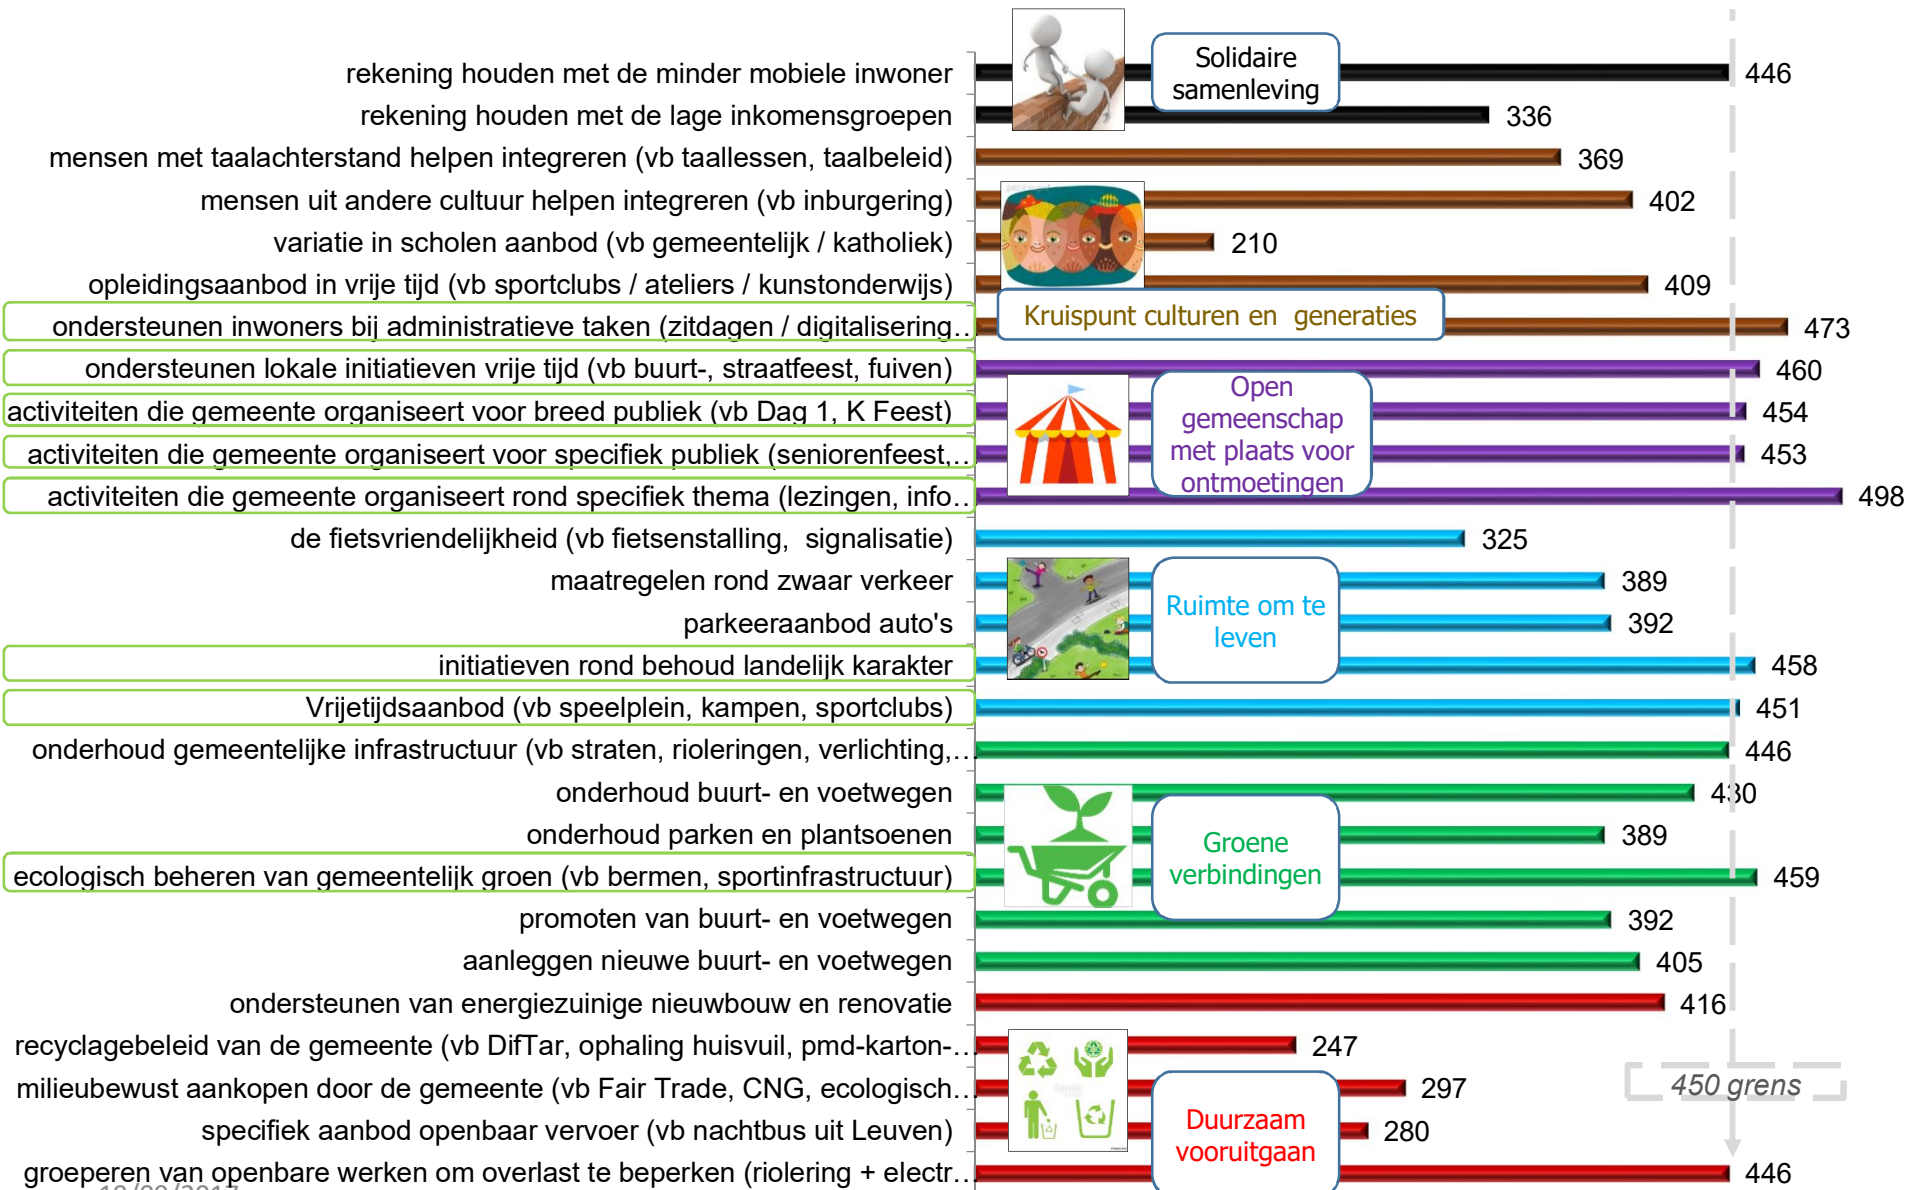 rekening houden met de minder mobiele inwoner 446
Solidaire
samenleving
rekening houden met de lage inkomensgroepen 336
mensen met taalachterstand helpen integreren (vb taallessen, taalbeleid) 369
mensen uit andere cultuur helpen integreren (vb inburgering) 402
variatie in scholen aanbod (vb gemeentelijk / katholiek) 210
opleidingsaanbod in vrije tijd (vb sportclubs / ateliers / kunstonderwijs) 409
Kruispunt culturen en generaties
ondersteunen inwoners bij administratieve taken (zitdagen / digitalisering… 473
ondersteunen lokale initiatieven vrije tijd (vb buurt-, straatfeest, fuiven) 460
Open
gemeenschap
met plaats voor
ontmoetingen
activiteiten die gemeente organiseert voor breed publiek (vb Dag 1, K Feest) 454
activiteiten die gemeente organiseert voor specifiek publiek (seniorenfeest,… 453
activiteiten die gemeente organiseert rond specifiek thema (lezingen, info… 498
de fietsvriendelijkheid (vb fietsenstalling, signalisatie) 325
maatregelen rond zwaar verkeer 389
Ruimte om te
leven
parkeeraanbod auto's 392
initiatieven rond behoud landelijk karakter 458
Vrijetijdsaanbod (vb speelplein, kampen, sportclubs) 451
onderhoud gemeentelijke infrastructuur (vb straten, rioleringen, verlichting,… 446
onderhoud buurt- en voetwegen 430
onderhoud parken en plantsoenen 389
Groene
verbindingen
ecologisch beheren van gemeentelijk groen (vb bermen, sportinfrastructuur) 459
promoten van buurt- en voetwegen 392
aanleggen nieuwe buurt- en voetwegen 405
ondersteunen van energiezuinige nieuwbouw en renovatie 416
recyclagebeleid van de gemeente (vb DifTar, ophaling huisvuil, pmd-karton-… 247
milieubewust aankopen door de gemeente (vb Fair Trade, CNG, ecologisch… 297
450 grens
specifiek aanbod openbaar vervoer (vb nachtbus uit Leuven) 280
Duurzaam
vooruitgaan
groeperen van openbare werken om overlast te beperken (riolering + electr… 446